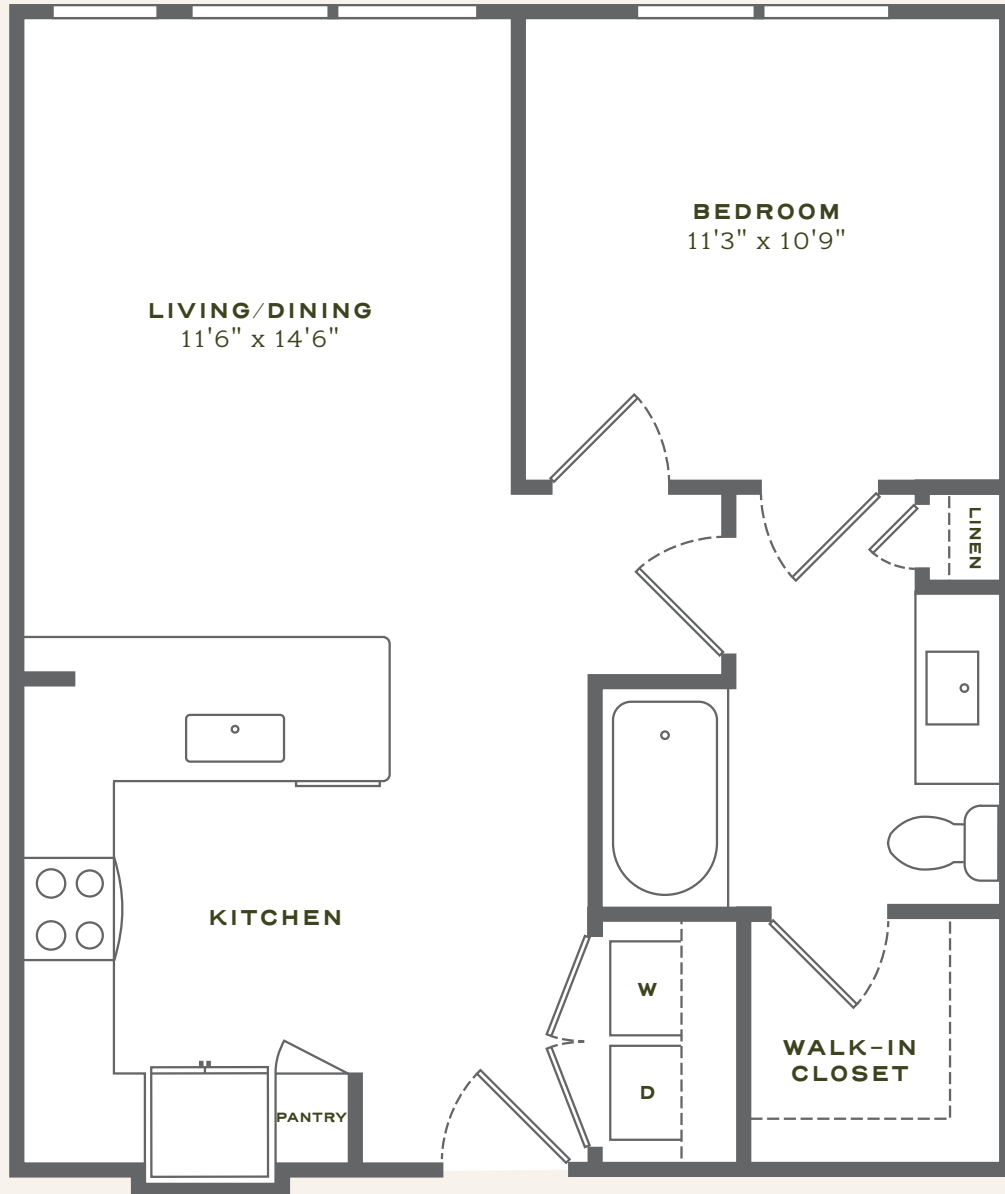 BEDROOM
11'3" x 10'9"
LIVING/DINING
11'6" x 14'6"
LINEN
KITCHEN
W
WALK-IN
CLOSET
D
PANTRY